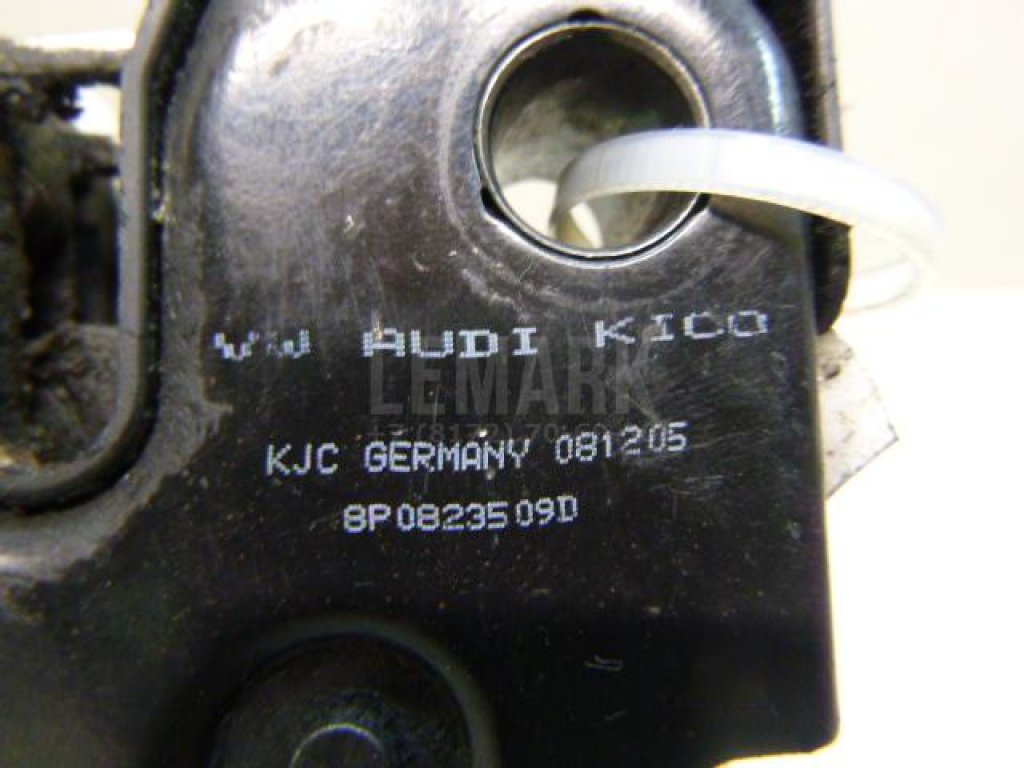 VW AUDI KICO
LEMARK
KJC GERMANY 081205
8P0823509D